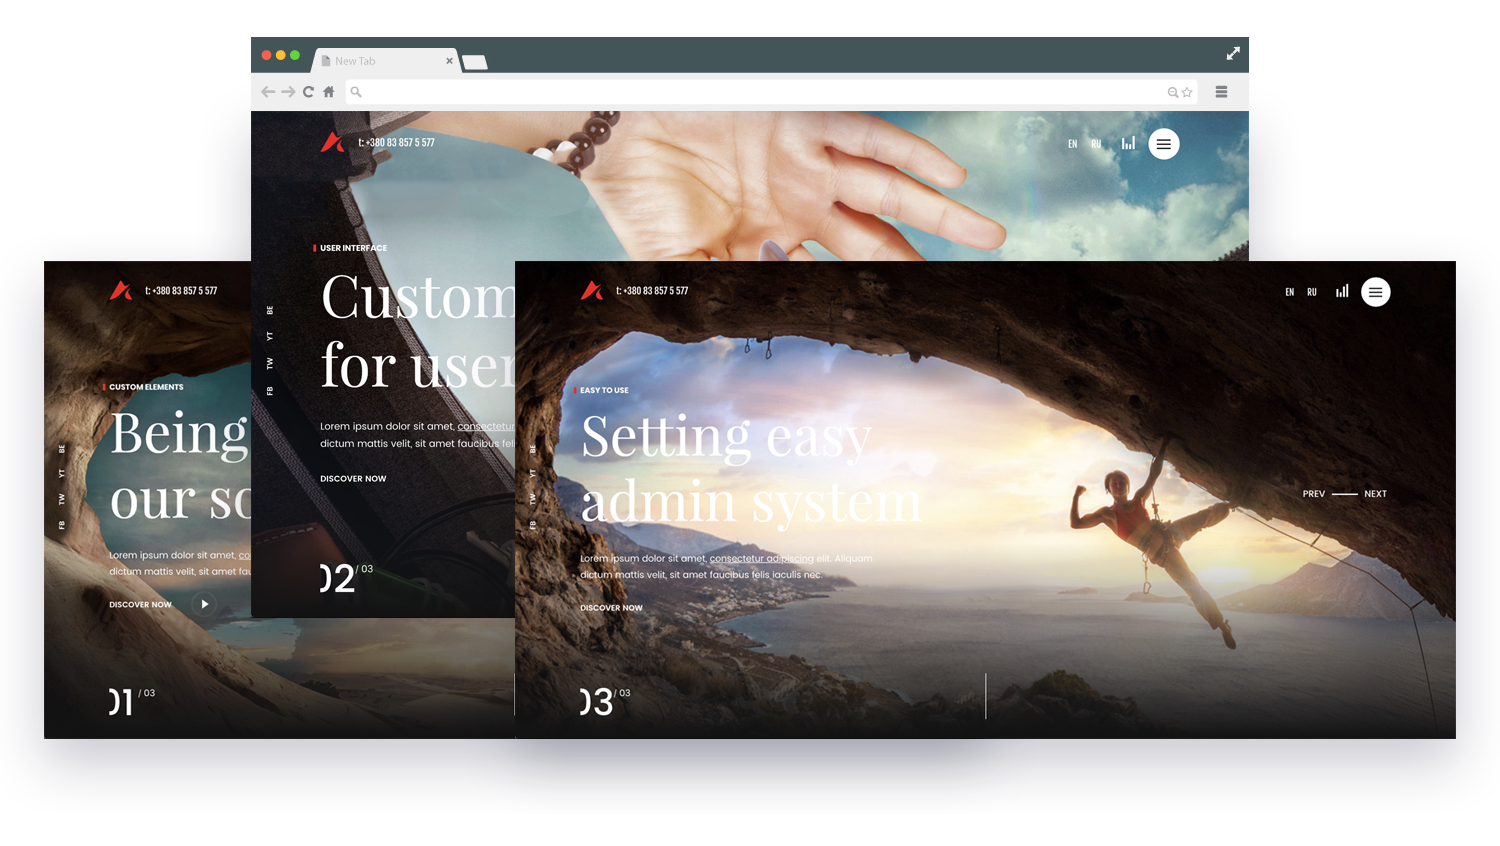 New Tab
t: +380 83 857 5 577
EN RU
USER INTERFACE
Custom
for user
BE
YT
TW
FB
Lorem ipsum dolor sit amet, consectetur
dictum mattis velit, sit amet faucibus feli
DISCOVER NOW
02 / 03
t: +380 83 857 5 577
CUSTOM ELEMENTS
Being
our so
BE
YT
TW
FB
Lorem ipsum dolor sit amet, co
dictum mattis velit, sit amet fau
DISCOVER NOW
01 / 03
t: +380 83 857 5 577
EN RU
EASY TO USE
Setting easy
admin system
BE
YT
TW
FB
PREV NEXT
Lorem ipsum dolor sit amet, consectetur adipiscing elit. Aliquam
dictum mattis velit, sit amet faucibus felis iaculis nec.
DISCOVER NOW
03 / 03